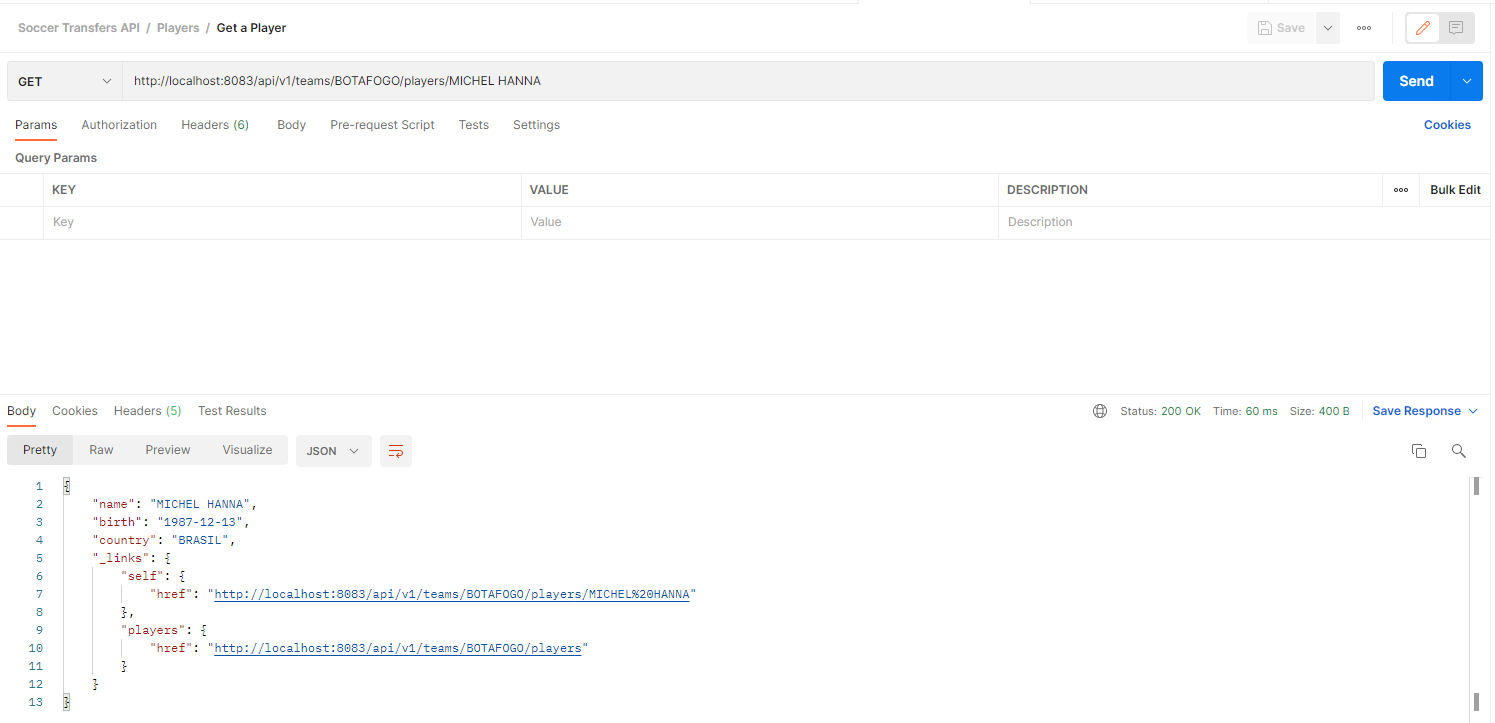 Soccer Transfers API / Players / Get a Player
Save
GET
http://localhost:8083/api/v1/teams/BOTAFOGO/players/MICHEL HANNA
Send
Params Authorization Headers (6) Body Pre-request Script Tests Settings Cookies
Query Params
KEY VALUE DESCRIPTION Bulk Edit
Key Value Description
Body Cookies Headers (5) Test Results Status: 200 OK Time: 60 ms Size: 400 B Save Response
Pretty Raw Preview Visualize JSON
1 {
2 "name": "MICHEL HANNA",
3 "birth": "1987-12-13",
4 "country": "BRASIL",
5 "_links": {
6 "self": {
7 "href": "http://localhost:8083/api/v1/teams/BOTAFOGO/players/MICHEL%20HANNA"
8 },
9 "players": {
10 "href": "http://localhost:8083/api/v1/teams/BOTAFOGO/players"
11 }
12 }
13 }